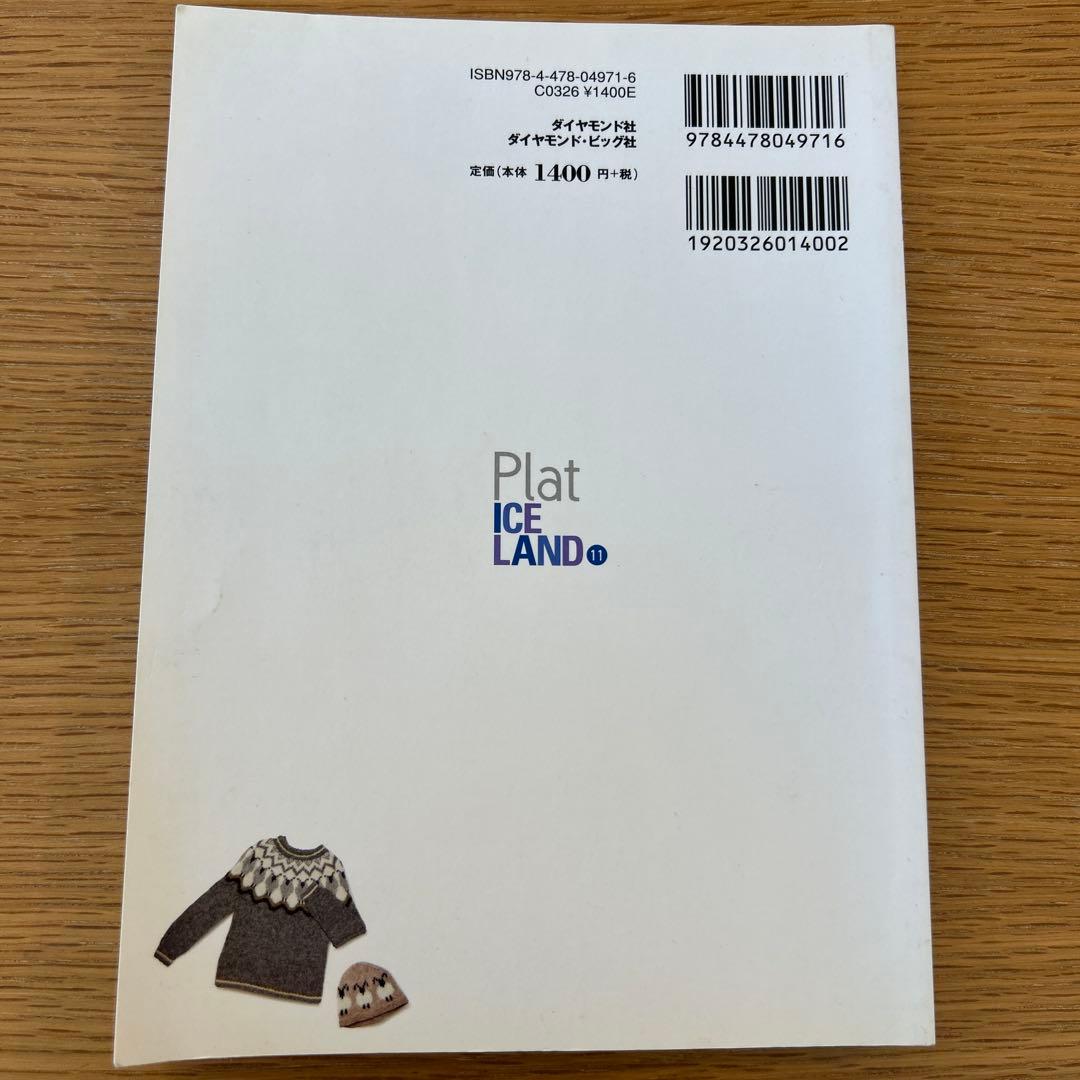 ISBN978-4-478-04971-6
C0326 ¥1400E
ダイヤモンド社
ダイヤモンド・ビッグ社
定価(本体 1400 円+税)
9784478049716
1920326014002
Plat
ICE
LAND 11